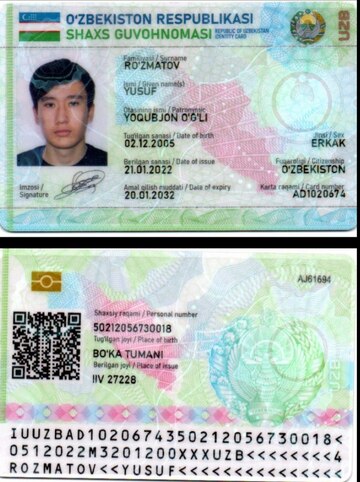 O'ZBEKISTON RESPUBLIKASI
SHAXS GUVOHNOMASI REPUBLIC OF UZBEKISTAN
IDENTITY CARD
UZB
Familiyasi / Surname
RO'ZMATOV
Ismi / Given name(s)
YUSUF
Otasining ismi / Patronymic
YOQUBJON O'G'LI
Tug'ilgan sanasi / Date of birth
02.12.2005
Jinsi / Sex
ERKAK
Berilgan sanasi / Date of issue
21.01.2022
Fuqaroligi / Citizenship
O'ZBEKISTON
Amal qilish muddati / Date of expiry
20.01.2032
Karta raqami / Card number
AD1020674
Imzosi /
Signature
AJ61694
Shaxsiy raqami / Personal number
50212056730018
Tug'ilgan joyi / Place of birth
BO'KA TUMANI
Berilgan joyi / Place of issue
IIV 27228
IUUZBAD1020674350212056730018<
0512022M3201200XXXUZB<<<<<<<4
ROZMATOV<<YUSUF<<<<<<<<<<<<<<<